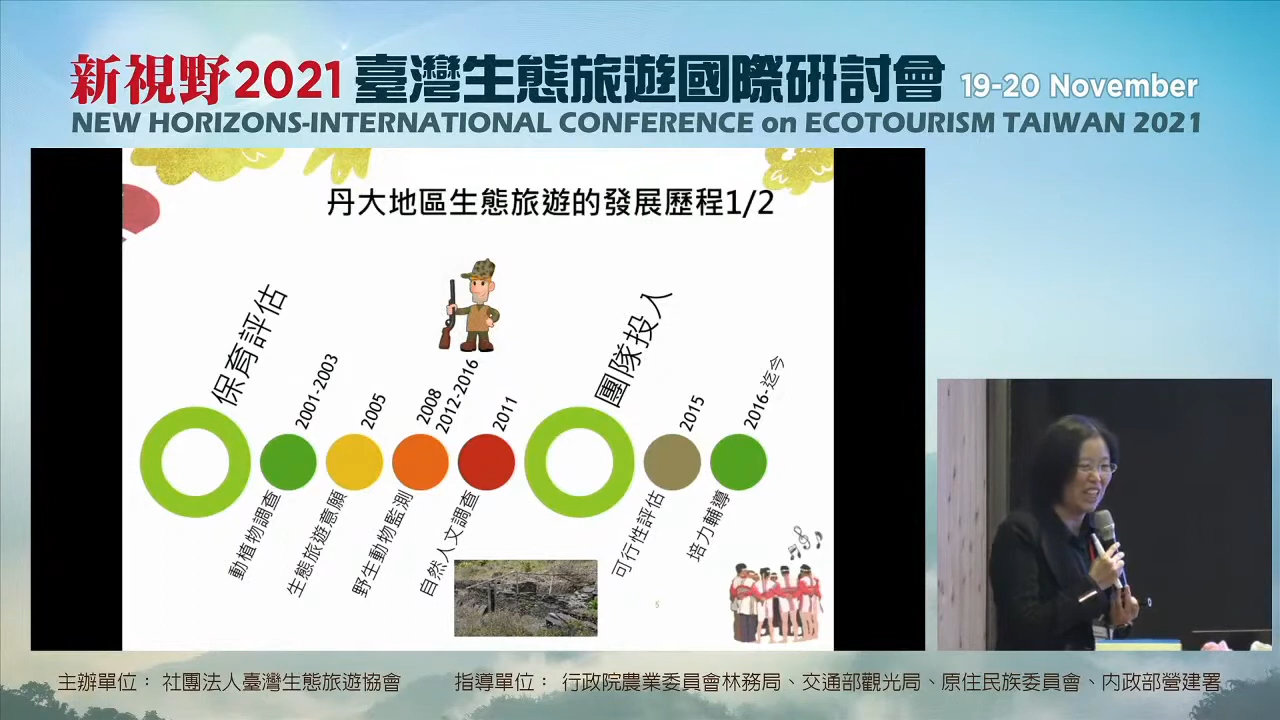 新視野2021臺灣生態旅遊國際研討會 19-20 November
NEW HORIZONS-INTERNATIONAL CONFERENCE on ECOTOURISM TAIWAN 2021
丹大地區生態旅遊的發展歷程1/2
保育評估
2001-2003
動植物調查
2005
生態旅遊意願
2008
2012-2016
野生動物監測
2011
自然人文調查
團隊投入
2015
可行性評估
2016-迄今
培力輔導
5
主辦單位： 社團法人臺灣生態旅遊協會
指導單位： 行政院農業委員會林務局、交通部觀光局、原住民族委員會、內政部營建署